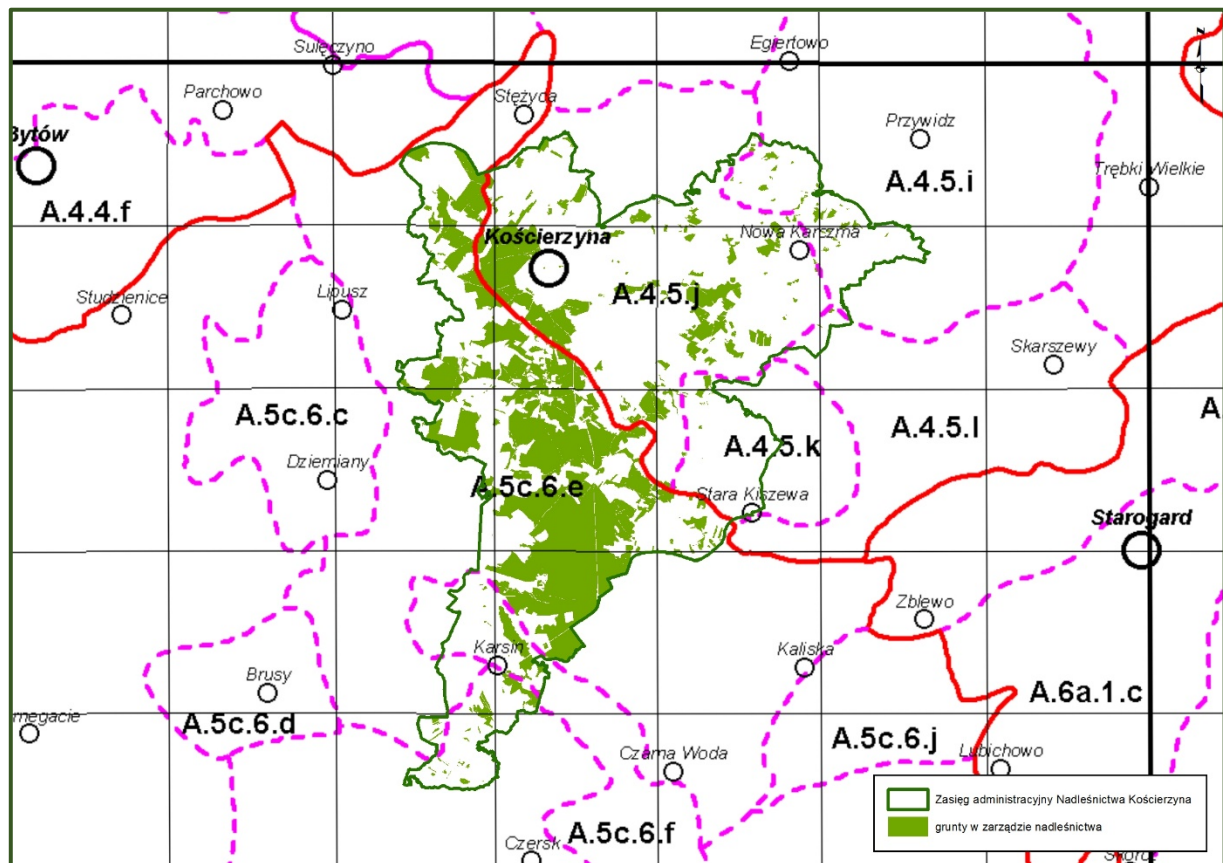 Sulęczyno
Egiertowo
Parchowo
Stężyca
Przywidz
Bytów
Trębki Wielkie
A.4.5.i
A.4.4.f
Kościerzyna
Nowa Karszma
Studzienice
Lipusz
A.4.5.j
Skarszewy
A.5c.6.c
A.4.5.l
A
A.4.5.k
Dziemiany
A.5c.6.e
Stara Kiszewa
Starogard
Zblewo
Karsin
Kaliska
Brusy
A.6a.1.c
megacie
A.5c.6.d
A.5c.6.j
Czarna Woda
Lubichowo
Zasięg administracyjny Nadleśnictwa Kościerzyna
grunty w zarządzie nadleśnictwa
A.5c.6.f
Czersk